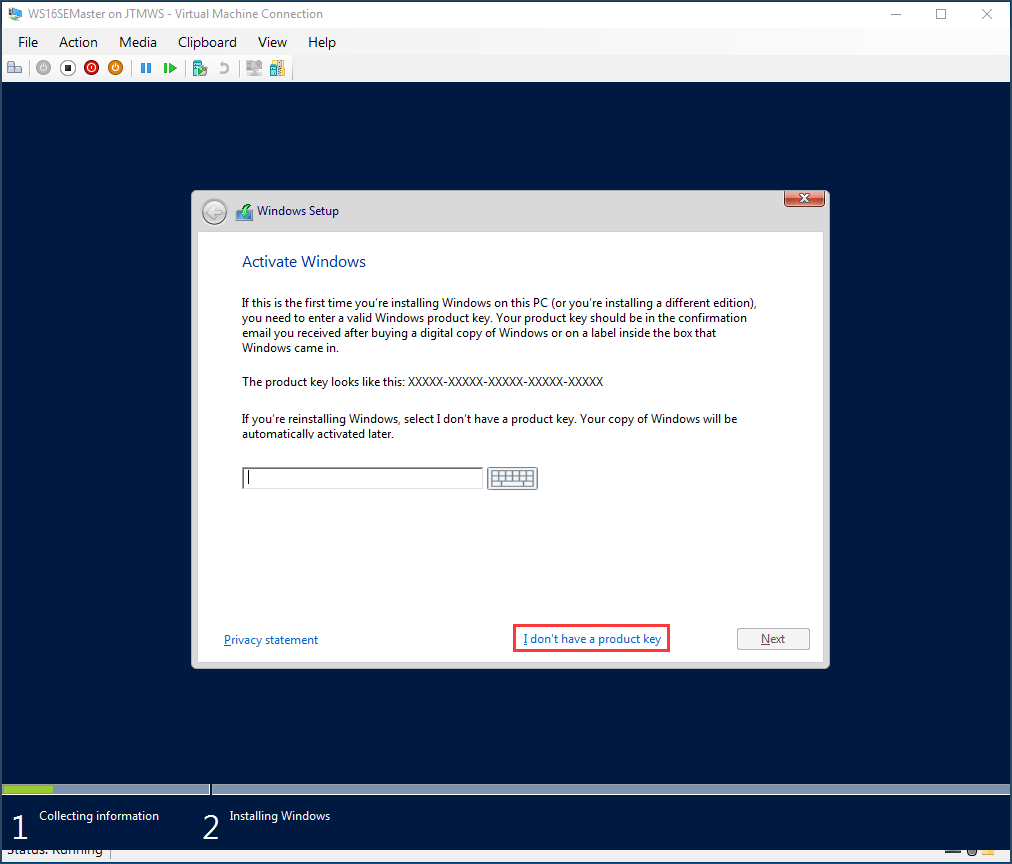 WS16SEMaster on JTMWS - Virtual Machine Connection
File Action Media Clipboard View Help
Windows Setup
Activate Windows
If this is the first time you're installing Windows on this PC (or you're installing a different edition),
you need to enter a valid Windows product key. Your product key should be in the confirmation
email you received after buying a digital copy of Windows or on a label inside the box that
Windows came in.
The product key looks like this: XXXXX-XXXXX-XXXXX-XXXXX-XXXXX
If you're reinstalling Windows, select I don't have a product key. Your copy of Windows will be
automatically activated later.
Privacy statement
I don't have a product key
Next
1 Collecting information
2 Installing Windows
Status: Running